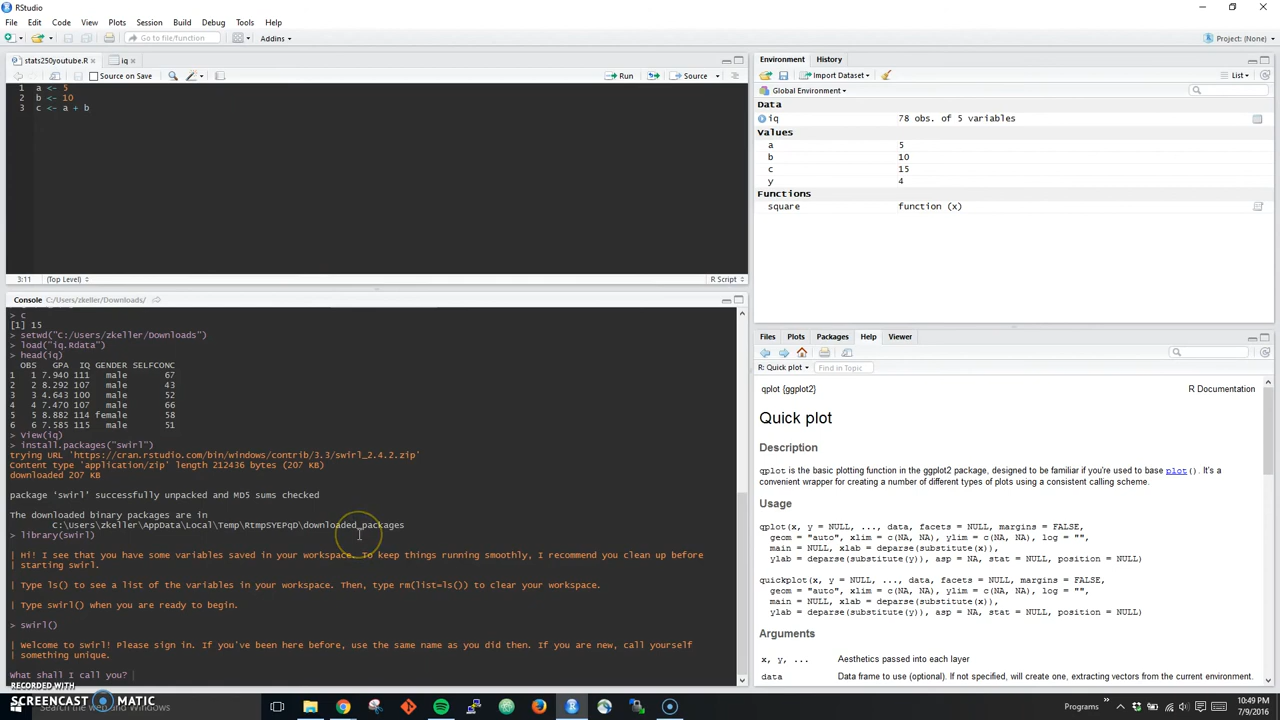 RStudio
File Edit Code View Plots Session Build Debug Tools Help
Go to file/function Addins Project: (None)
stats250youtube.R iq
Source on Save Run Source
1 a <- 5
2 b <- 10
3 c <- a + b
3:11 (Top Level) R Script
Console C:/Users/zkeller/Downloads/
> c
[1] 15
> setwd("C:/Users/zkeller/Downloads")
> load("iq.Rdata")
> head(iq)
OBS GPA IQ GENDER SELFCONC
1 1 7.940 111 male 67
2 2 8.292 107 male 43
3 3 4.643 100 male 52
4 4 7.470 107 male 66
5 5 8.882 114 female 58
6 6 7.585 115 male 51
> View(iq)
> install.packages("swirl")
trying URL 'https://cran.rstudio.com/bin/windows/contrib/3.3/swirl_2.4.2.zip'
Content type 'application/zip' length 212436 bytes (207 KB)
downloaded 207 KB
package 'swirl' successfully unpacked and MD5 sums checked
The downloaded binary packages are in
C:\Users\zkeller\AppData\Local\Temp\RtmpSYEPqD\downloaded_packages
> library(swirl)
| Hi! I see that you have some variables saved in your workspace. To keep things running smoothly, I recommend you clean up before
| starting swirl.
| Type ls() to see a list of the variables in your workspace. Then, type rm(list=ls()) to clear your workspace.
| Type swirl() when you are ready to begin.
> swirl()
| Welcome to swirl! Please sign in. If you've been here before, use the same name as you did then. If you are new, call yourself
| something unique.
What shall I call you?
Environment History
Import Dataset List
Global Environment
Data
iq 78 obs. of 5 variables
Values
a 5
b 10
c 15
y 4
Functions
square function (x)
Files Plots Packages Help Viewer
R: Quick plot Find in Topic
qplot {ggplot2} R Documentation
Quick plot
Description
qplot is the basic plotting function in the ggplot2 package, designed to be familiar if you're used to base plot(). It's a
convenient wrapper for creating a number of different types of plots using a consistent calling scheme.
Usage
qplot(x, y = NULL, ..., data, facets = NULL, margins = FALSE,
geom = "auto", xlim = c(NA, NA), ylim = c(NA, NA), log = "",
main = NULL, xlab = deparse(substitute(x)),
ylab = deparse(substitute(y)), asp = NA, stat = NULL, position = NULL)
quickplot(x, y = NULL, ..., data, facets = NULL, margins = FALSE,
geom = "auto", xlim = c(NA, NA), ylim = c(NA, NA), log = "",
main = NULL, xlab = deparse(substitute(x)),
ylab = deparse(substitute(y)), asp = NA, stat = NULL, position = NULL)
Arguments
x, y, ... Aesthetics passed into each layer
data Data frame to use (optional). If not specified, will create one, extracting vectors from the current environment.
RECORDED WITH
SCREENCAST MATIC
Search the web and Windows
Programs
10:49 PM
7/9/2016